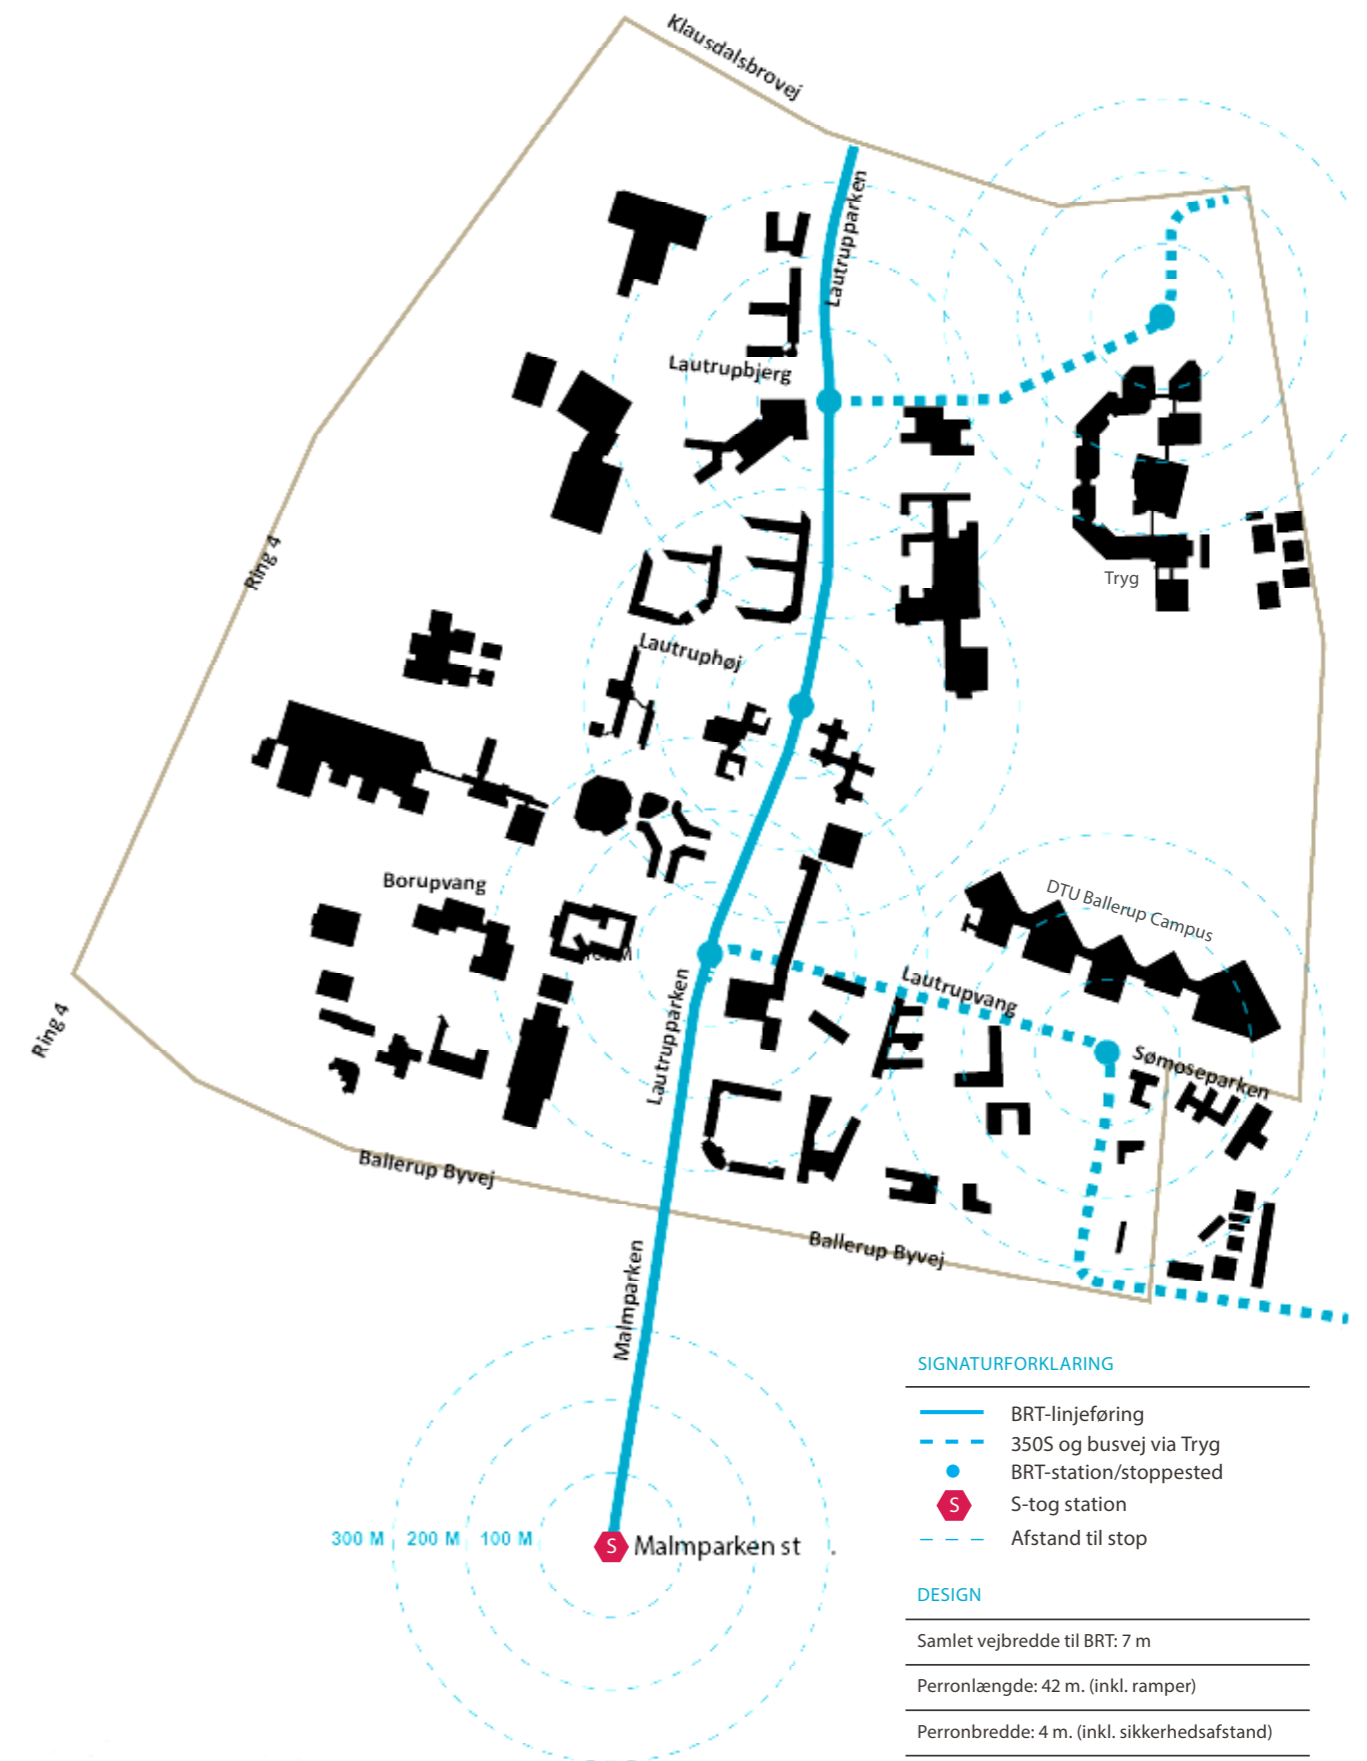 Klausdalsbrovej
Lautrupparken
Lautrupbjerg
Ring 4
Tryg
Lautruphøj
Borupvang
DTU Ballerup Campus
Lautrupvang
Ring 4
Lautrupparken
Sømoseparken
Ballerup Byvej
Ballerup Byvej
Malmparken
300 M 200 M 100 M
S Malmparken st .
SIGNATURFORKLARING
BRT-linjeføring
350S og busvej via Tryg
BRT-station/stoppested
S S-tog station
Afstand til stop
DESIGN
Samlet vejbredde til BRT: 7 m
Perronlængde: 42 m. (inkl. ramper)
Perronbredde: 4 m. (inkl. sikkerhedsafstand)